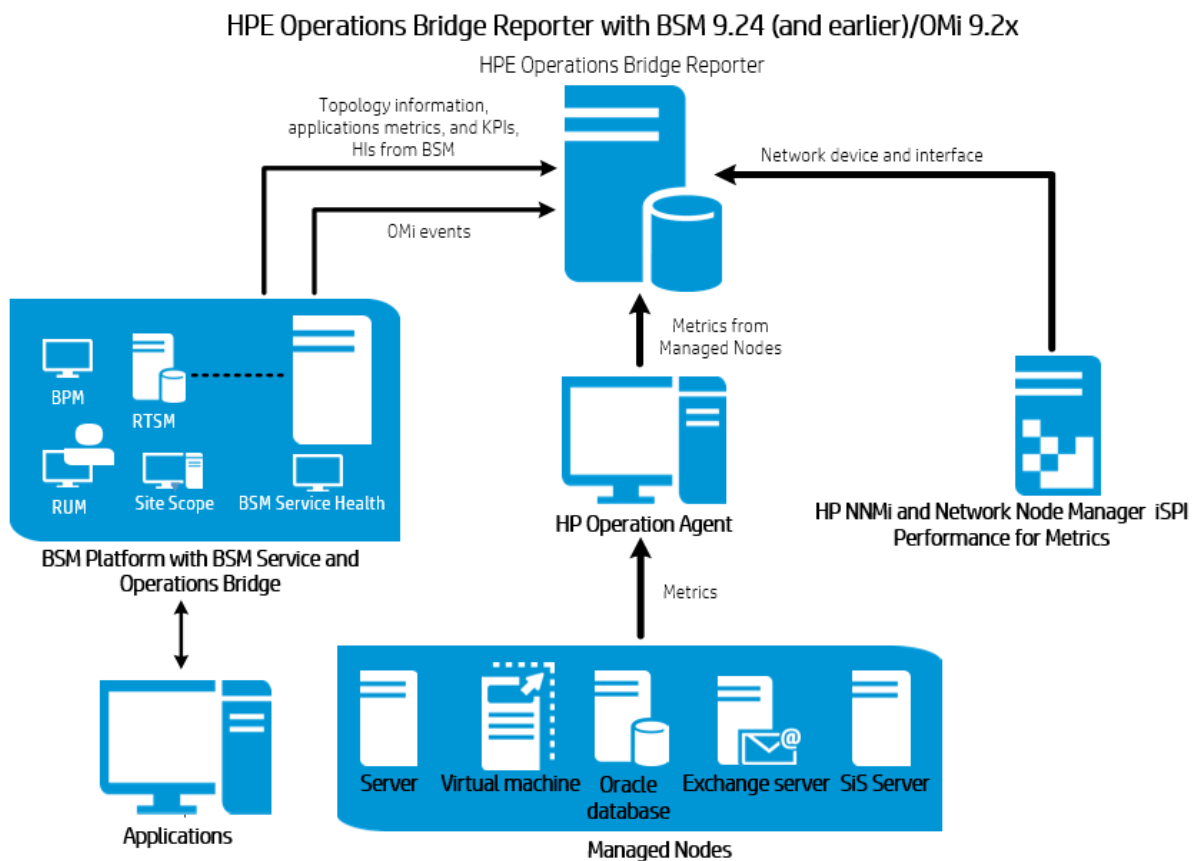 HPE Operations Bridge Reporter with BSM 9.24 (and earlier)/OMi 9.2x
HPE Operations Bridge Reporter
Topology information,
applications metrics, and KPIs,
HIs from BSM
Network device and interface
OMi events
Metrics from
Managed Nodes
BPM
RTSM
RUM
Site Scope
BSM Service Health
BSM Platform with BSM Service and
Operations Bridge
HP Operation Agent
HP NNMi and Network Node Manager iSPI
Performance for Metrics
Metrics
Applications
Server
Virtual machine
Oracle
database
Exchange server
SiS Server
Managed Nodes